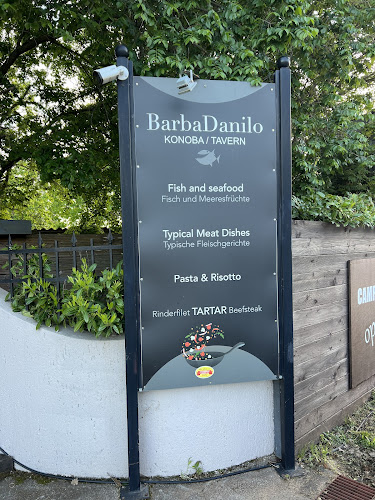 BarbaDanilo
KONOBA / TAVERN
Fish and seafood
Fisch und Meeresfrüchte
Typical Meat Dishes
Typische Fleischgerichte
Pasta & Risotto
Rinderfilet TARTAR Beefsteak